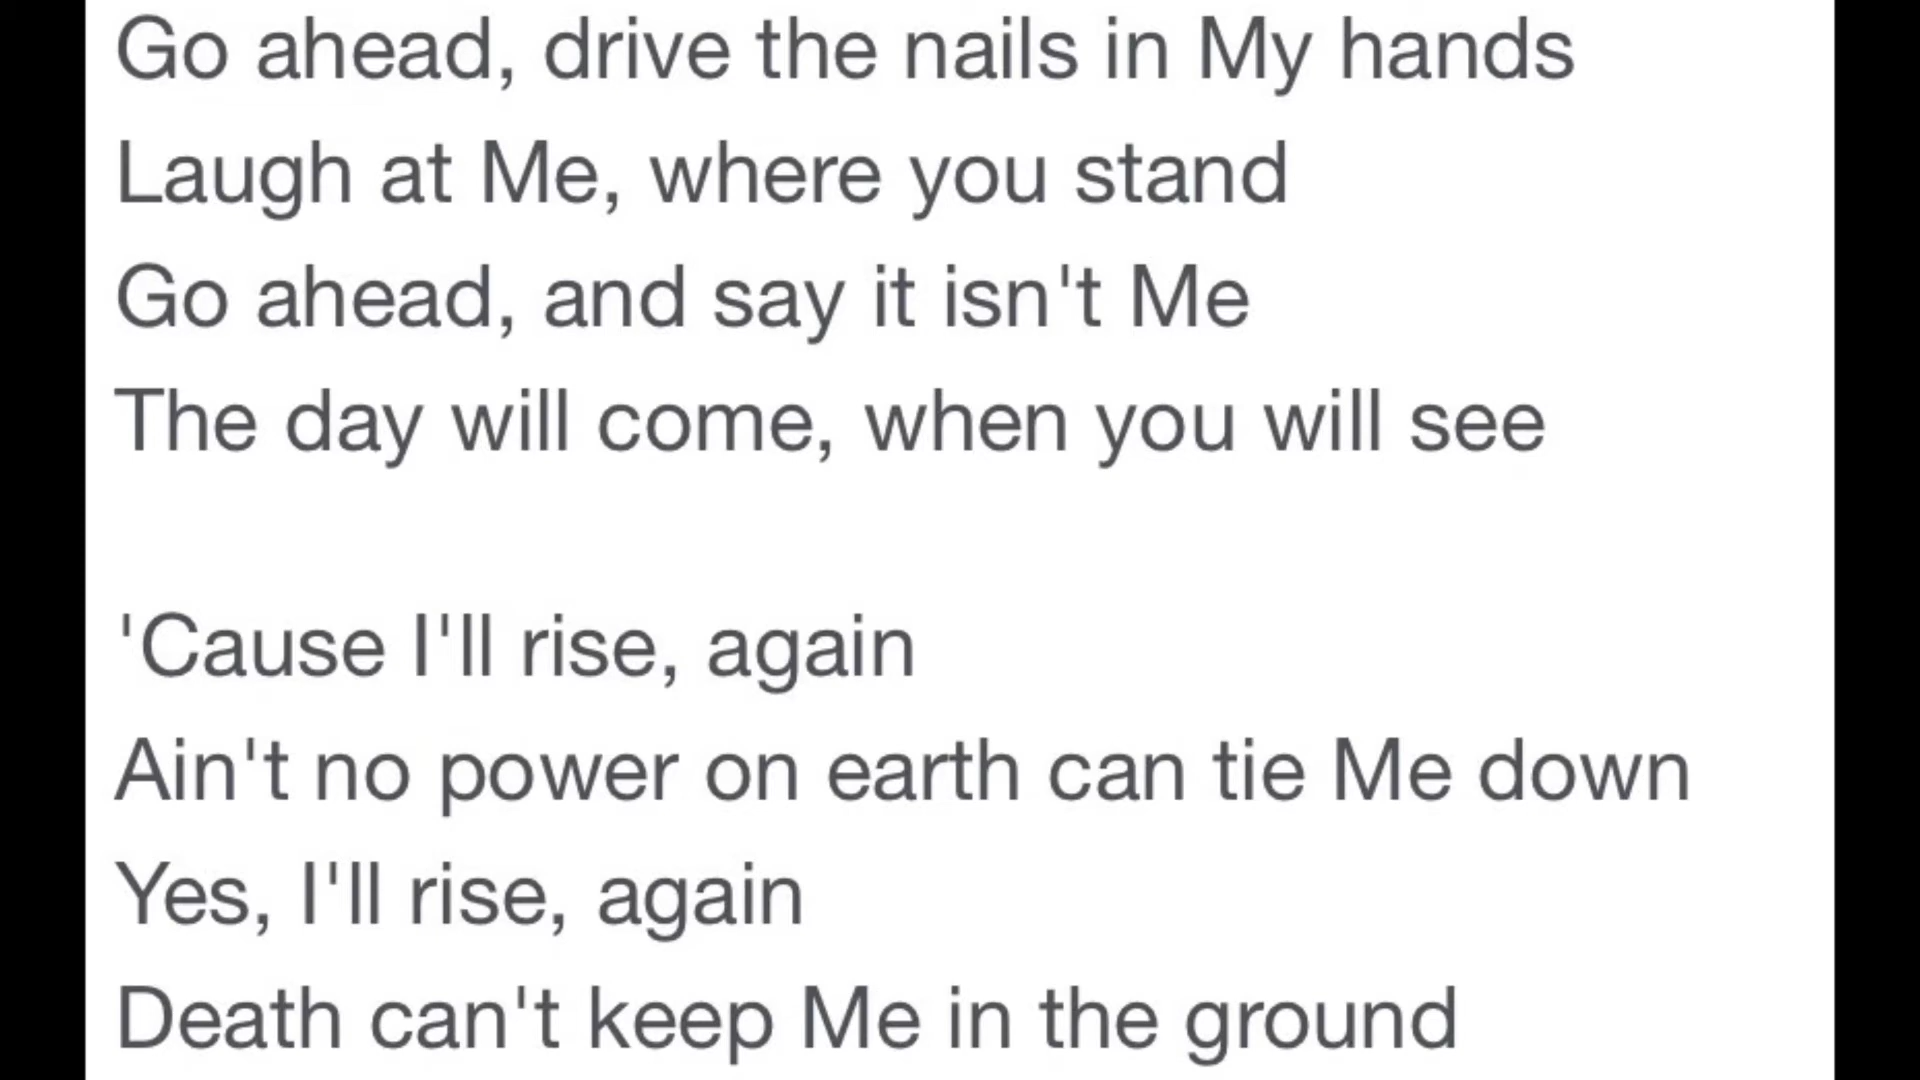 Go ahead, drive the nails in My hands
Laugh at Me, where you stand
Go ahead, and say it isn't Me
The day will come, when you will see
'Cause I'll rise, again
Ain't no power on earth can tie Me down
Yes, I'll rise, again
Death can't keep Me in the ground